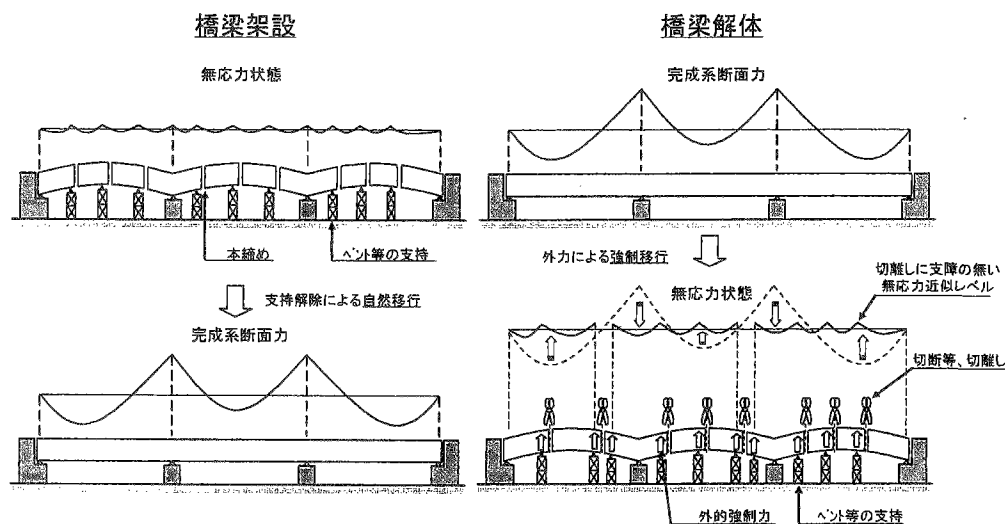 橋梁架設
無応力状態
本締め
ベント等の支持
支持解除による自然移行
完成系断面力
橋梁解体
完成系断面力
外力による強制移行
無応力状態
切離しに支障の無い
無応力近似レベル
切断等、切離し
外的強制力
ベント等の支持